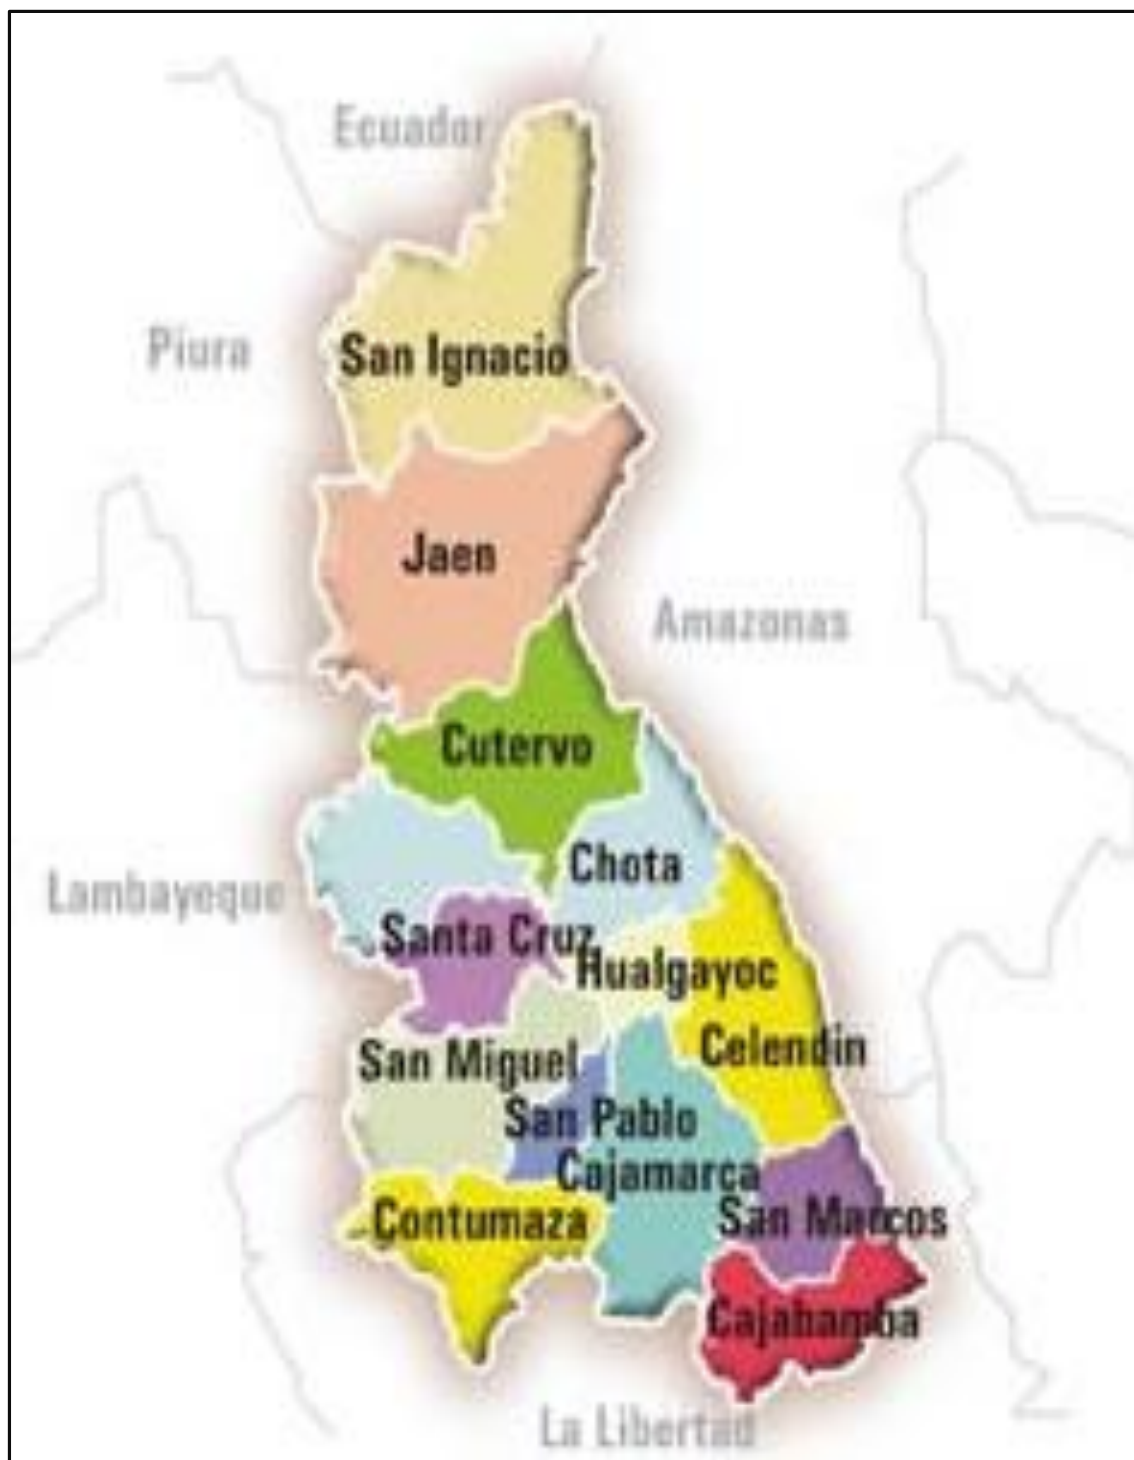 Ecuador
Piura
San Ignacio
Jaen
Amazonas
Cutervo
Chota
Lambayeque
Santa Cruz
Hualgayoc
Celendin
San Miguel
San Pablo
Cajamarca
San Marcos
Contumaza
Cajabamba
La Libertad